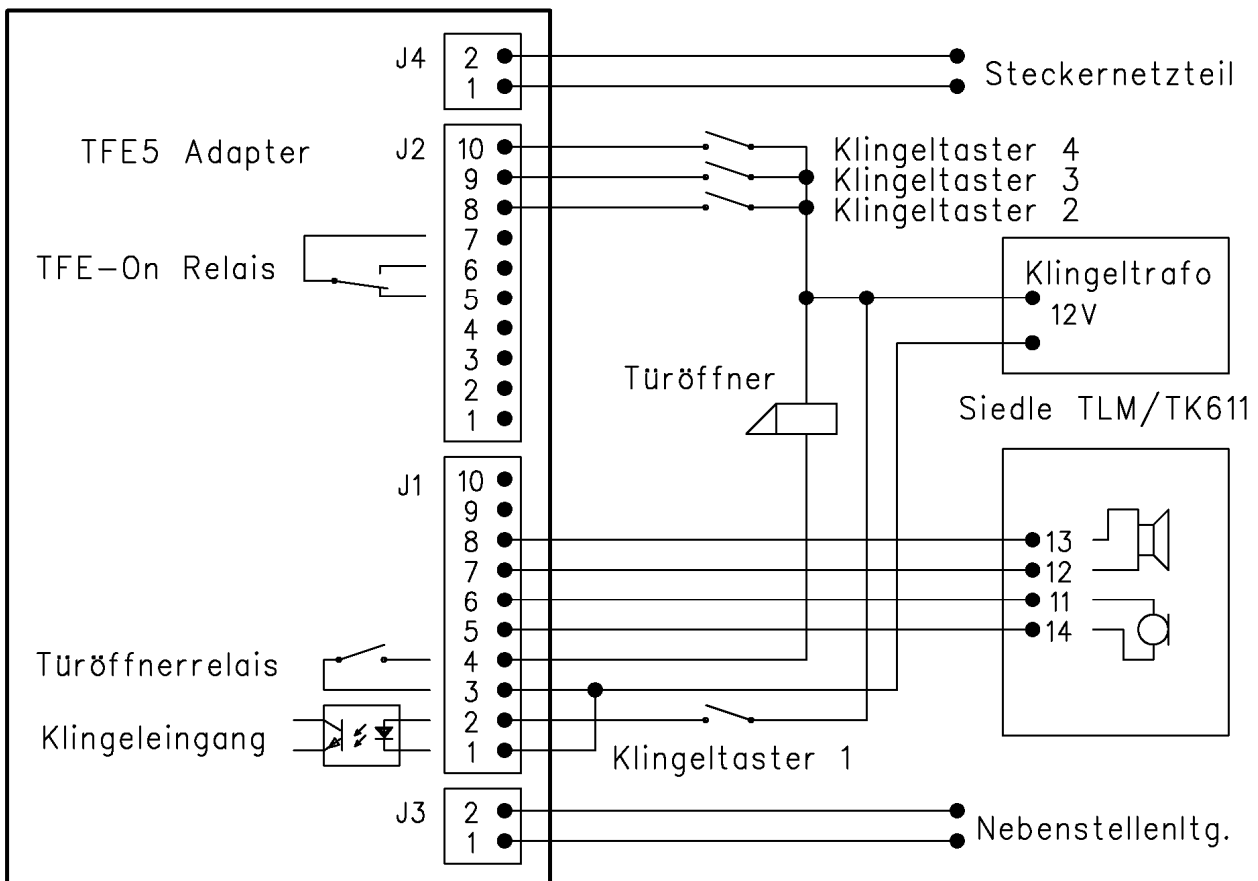 J4
2
1
Steckernetzteil
TFE5 Adapter
J2
10
9
8
7
6
5
4
3
2
1
Klingeltaster 4
Klingeltaster 3
Klingeltaster 2
TFE-On Relais
Klingeltrafo
12V
Türöffner
Siedle TLM/TK611
J1
10
9
8
7
6
5
4
3
2
1
13
12
11
14
Türöffnerrelais
Klingeleingang
Klingeltaster 1
J3
2
1
Nebenstellenltg.